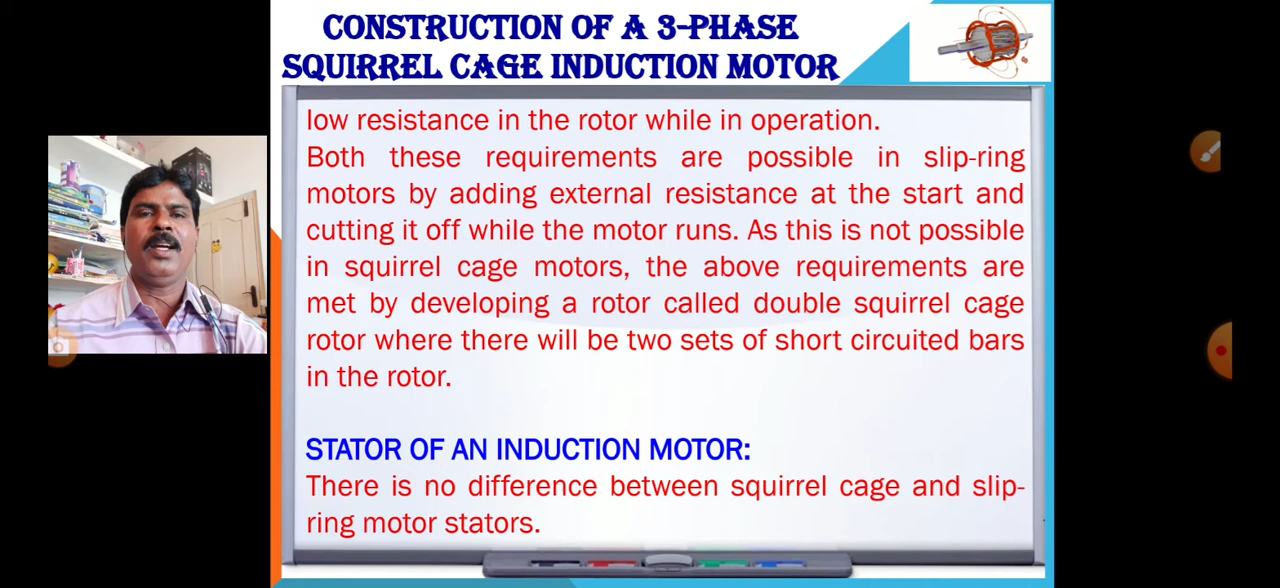 CONSTRUCTION OF A 3-PHASE
SQUIRREL CAGE INDUCTION MOTOR
low resistance in the rotor while in operation.
Both these requirements are possible in slip-ring
motors by adding external resistance at the start and
cutting it off while the motor runs. As this is not possible
in squirrel cage motors, the above requirements are
met by developing a rotor called double squirrel cage
rotor where there will be two sets of short circuited bars
in the rotor.
STATOR OF AN INDUCTION MOTOR:
There is no difference between squirrel cage and slip-
ring motor stators.